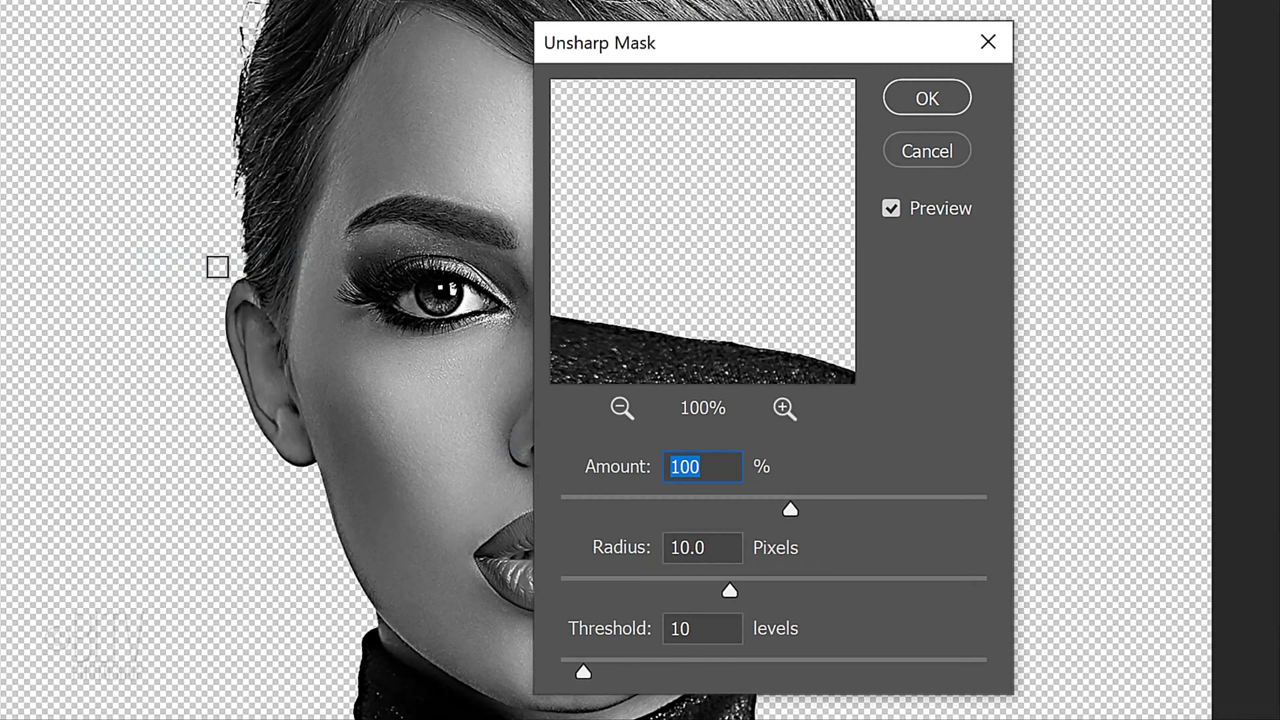 Unsharp Mask
OK
Cancel
Preview
100%
Amount: 100 %
Radius: 10.0 Pixels
Threshold: 10 levels